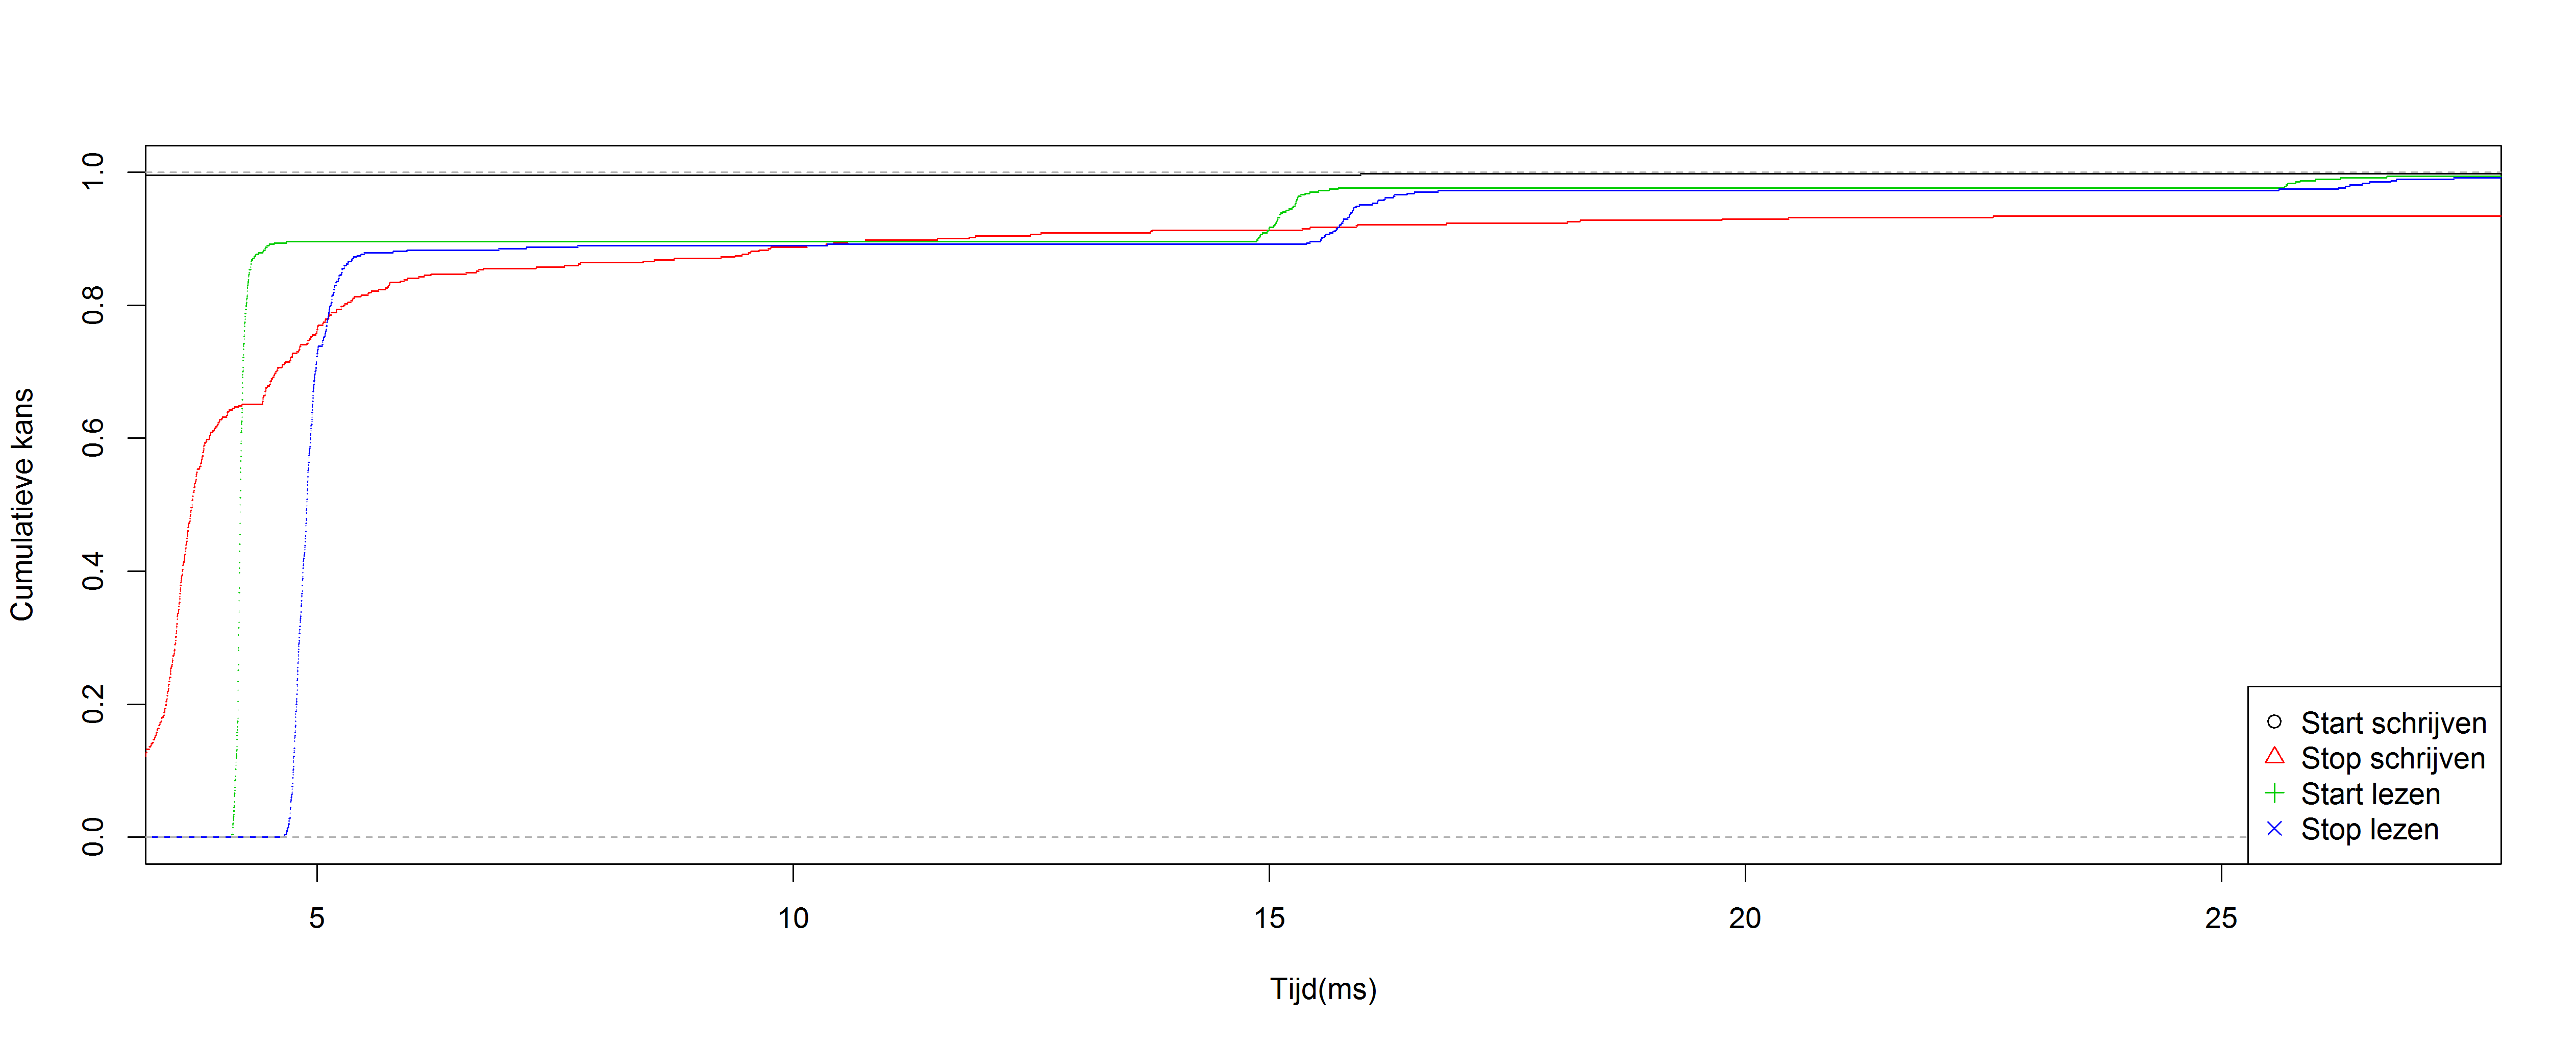 Cumulatieve kans
1.0
0.8
0.6
0.4
0.2
0.0
5 10 15 20 25
Tijd(ms)
Start schrijven
Stop schrijven
Start lezen
Stop lezen